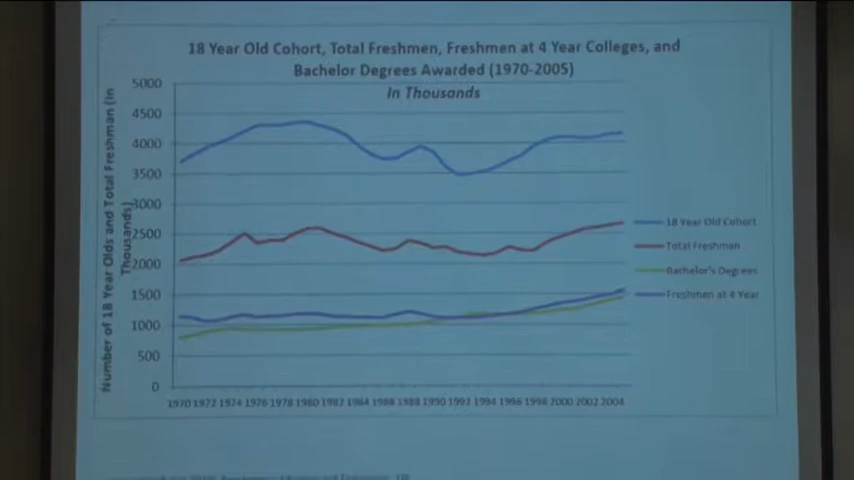 18 Year Old Cohort, Total Freshmen, Freshmen at 4 Year Colleges, and
Bachelor Degrees Awarded (1970-2005)
In Thousands
Number of 18 Year Olds and Total Freshman (in
Thousands)
5000
4500
4000
3500
3000
2500
2000
1500
1000
500
0
1970 1972 1974 1976 1978 1980 1982 1984 1986 1988 1990 1992 1994 1996 1998 2000 2002 2004
18 Year Old Cohort
Total Freshman
Bachelor's Degrees
Freshmen at 4 Year